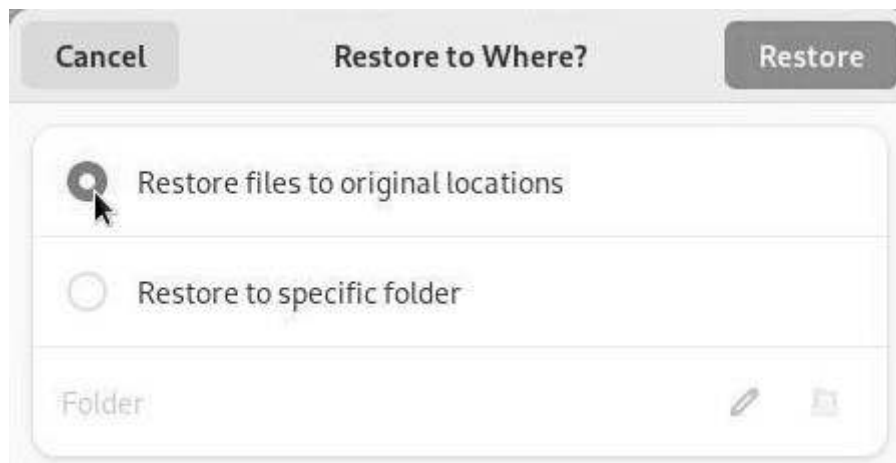 Cancel Restore to Where? Restore
Restore files to original locations
Restore to specific folder
Folder